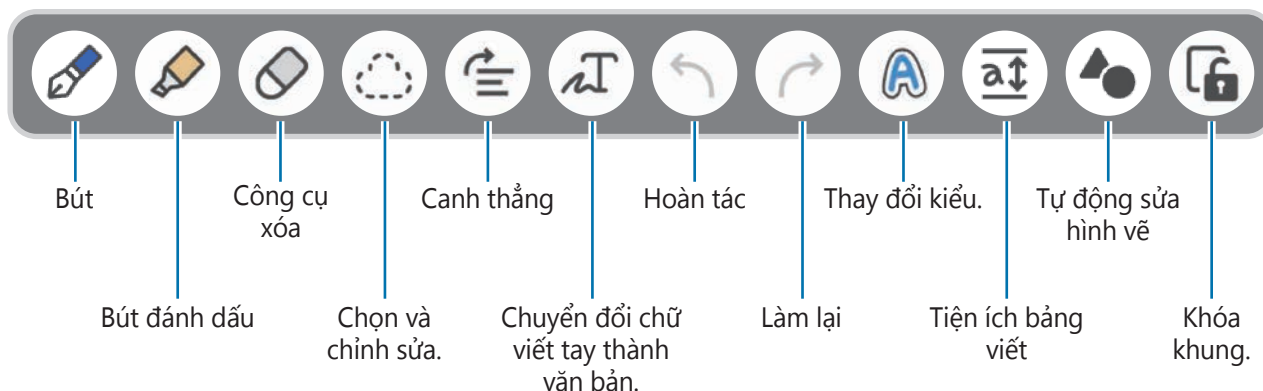 Bút
Công cụ
xóa
Canh thẳng
Hoàn tác
Thay đổi kiểu.
Tự động sửa
hình vẽ
Bút đánh dấu
Chọn và
chỉnh sửa.
Chuyển đổi chữ
viết tay thành
văn bản.
Làm lại
Tiện ích bảng
viết
Khóa
khung.